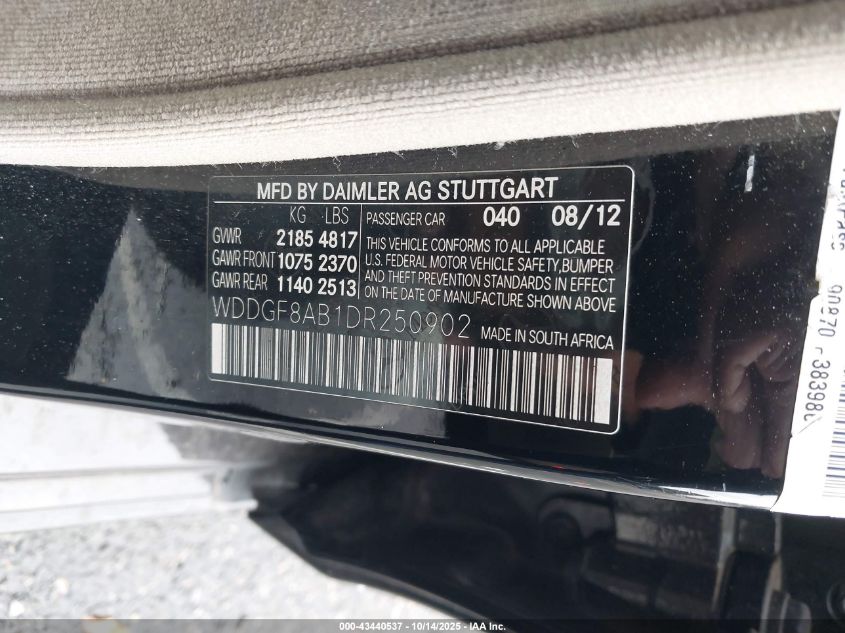 MFD BY DAIMLER AG STUTTGART
KG LBS
GVWR 2185 4817
GAWR FRONT 1075 2370
GAWR REAR 1140 2513
PASSENGER CAR 040 08/12
THIS VEHICLE CONFORMS TO ALL APPLICABLE
U.S. FEDERAL MOTOR VEHICLE SAFETY,BUMPER
AND THEFT PREVENTION STANDARDS IN EFFECT
ON DATE OF MANUFACTURE SHOWN ABOVE.
WDDGF8AB1DR250902 MADE IN SOUTH AFRICA
000-43440537 - 10/14/2025 - IAA Inc.